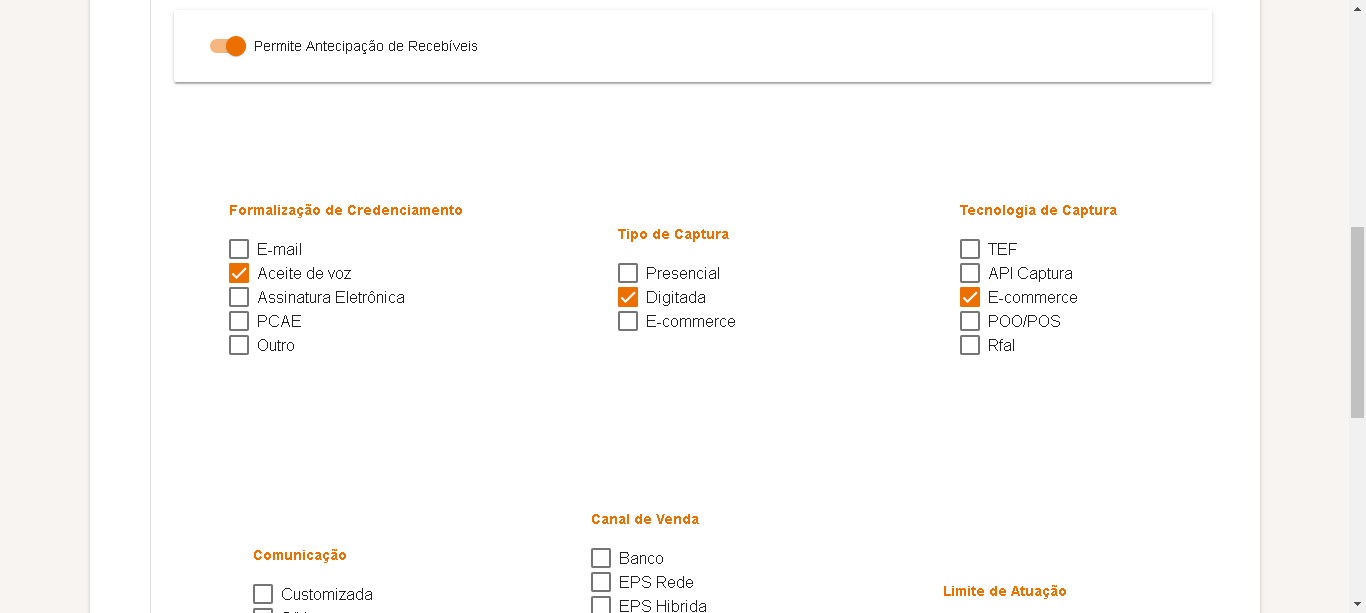 Permite Antecipação de Recebíveis
Formalização de Credenciamento
E-mail
Aceite de voz
Assinatura Eletrônica
PCAE
Outro
Tipo de Captura
Presencial
Digitada
E-commerce
Tecnologia de Captura
TEF
API Captura
E-commerce
POO/POS
Rfal
Comunicação
Customizada
Canal de Venda
Banco
EPS Rede
EPS Hibrida
Limite de Atuação